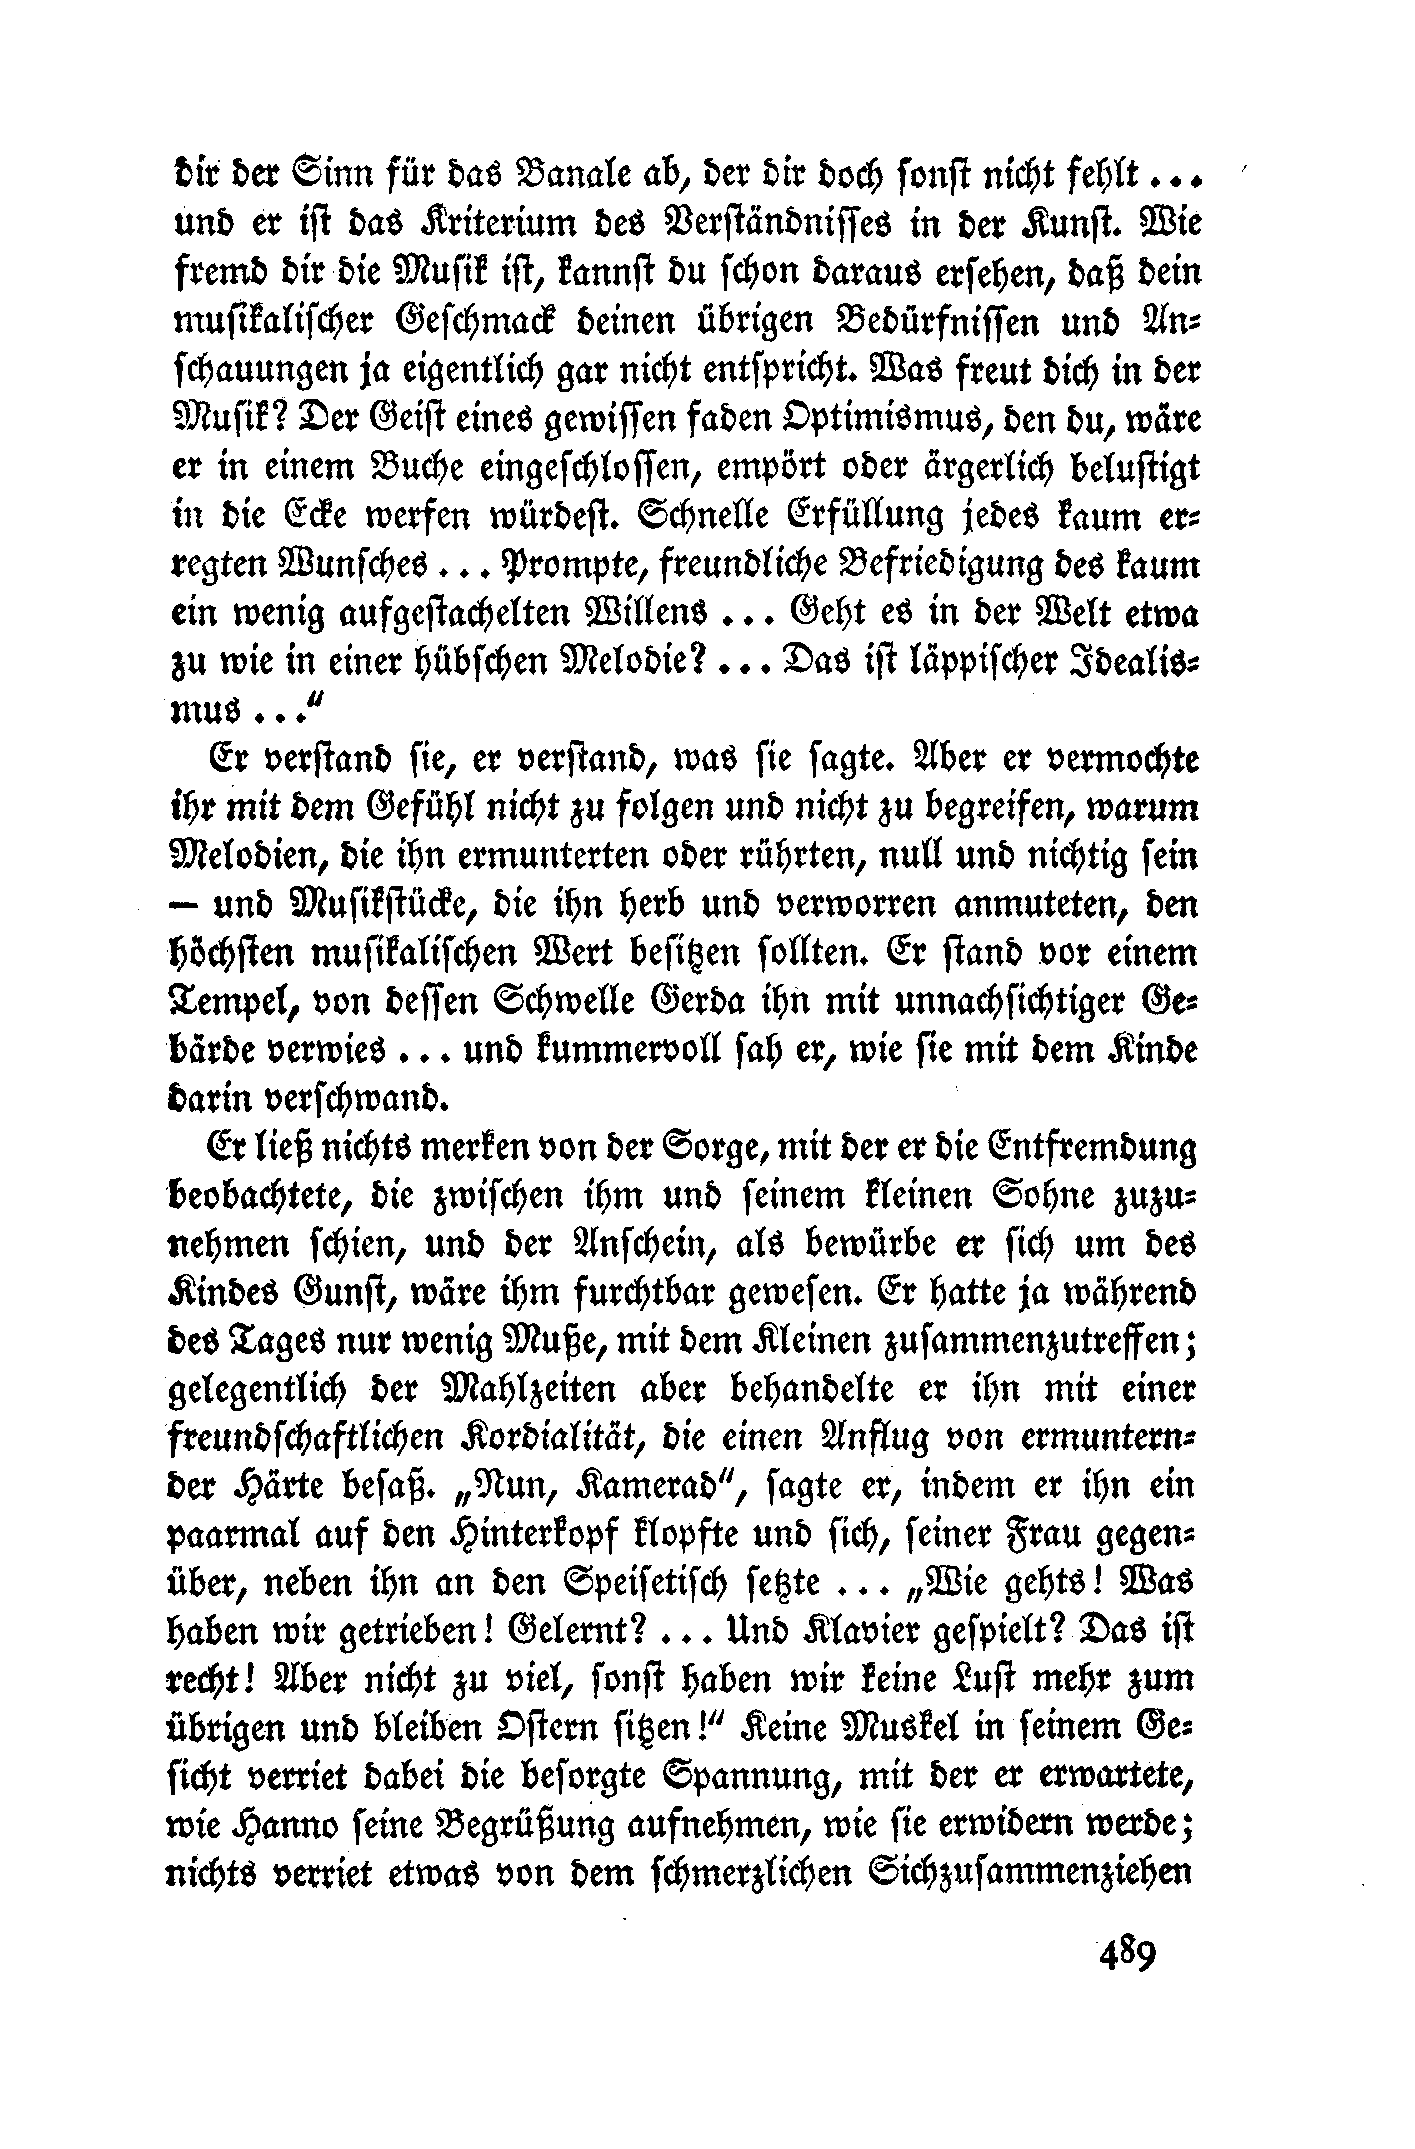 dir der Sinn für das Banale ab, der dir doch sonst nicht fehlt . . .
und er ist das Kriterium des Verständnisses in der Kunst. Wie
fremd dir die Musik ist, kannst du schon daraus ersehen, daß dein
musikalischer Geschmack deinen übrigen Bedürfnissen und An-
schauungen ja eigentlich gar nicht entspricht. Was freut dich in der
Musik? Der Geist eines gewissen faden Optimismus, den du, wäre
er in einem Buche eingeschlossen, empört oder ärgerlich belustigt
in die Ecke werfen würdest. Schnelle Erfüllung jedes kaum er-
regten Wunsches . . . Prompte, freundliche Befriedigung des kaum
ein wenig aufgestachelten Willens . . . Geht es in der Welt etwa
zu wie in einer hübschen Melodie? . . . Das ist läppischer Idealis-
mus . . .“
Er verstand sie, er verstand, was sie sagte. Aber er vermochte
ihr mit dem Gefühl nicht zu folgen und nicht zu begreifen, warum
Melodien, die ihn ermunterten oder rührten, null und nichtig sein
— und Musikstücke, die ihn herb und verworren anmuteten, den
höchsten musikalischen Wert besitzen sollten. Er stand vor einem
Tempel, von dessen Schwelle Gerda ihn mit unnachsichtiger Ge-
bärde verwies . . . und kummervoll sah er, wie sie mit dem Kinde
darin verschwand.
Er ließ nichts merken von der Sorge, mit der er die Entfremdung
beobachtete, die zwischen ihm und seinem kleinen Sohne zuzu-
nehmen schien, und der Anschein, als bewürbe er sich um des
Kindes Gunst, wäre ihm furchtbar gewesen. Er hatte ja während
des Tages nur wenig Muße, mit dem Kleinen zusammenzutreffen;
gelegentlich der Mahlzeiten aber behandelte er ihn mit einer
freundschaftlichen Kordialität, die einen Anflug von ermuntern-
der Härte besaß. „Nun, Kamerad“, sagte er, indem er ihn ein
paarmal auf den Hinterkopf klopfte und sich, seiner Frau gegen-
über, neben ihn an den Speisetisch setzte . . . „Wie gehts! Was
haben wir getrieben! Gelernt? . . . Und Klavier gespielt? Das ist
recht! Aber nicht zu viel, sonst haben wir keine Lust mehr zum
übrigen und bleiben Ostern sitzen!“ Keine Muskel in seinem Ge-
sicht verriet dabei die besorgte Spannung, mit der er erwartete,
wie Hanno seine Begrüßung aufnehmen, wie sie erwidern werde;
nichts verriet etwas von dem schmerzlichen Sichzusammenziehen
489